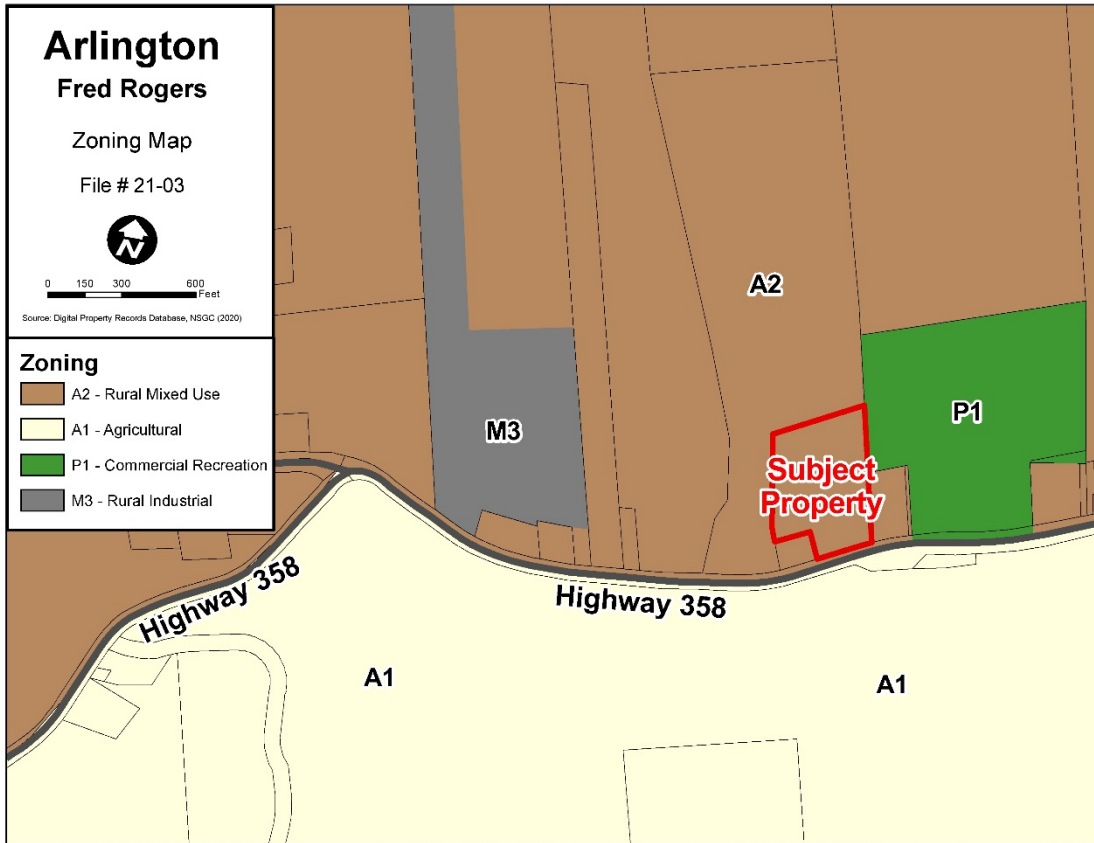 Arlington
Fred Rogers
Zoning Map
File # 21-03
N
0 150 300 600
Feet
Source: Digital Property Records Database, NSGC (2020)
Zoning
A2 - Rural Mixed Use
A1 - Agricultural
P1 - Commercial Recreation
M3 - Rural Industrial
A2
P1
M3
Subject
Property
Highway 358
Highway 358
A1
A1